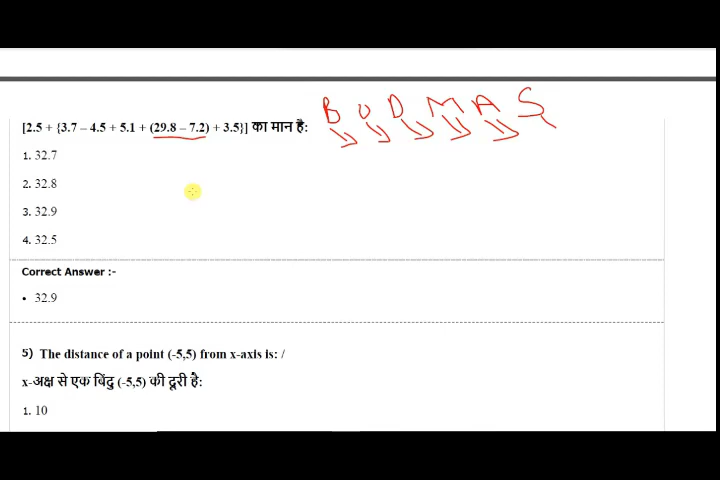 B O D M A S
[2.5 + {3.7 – 4.5 + 5.1 + (29.8 – 7.2) + 3.5}] का मान है:
1. 32.7
2. 32.8
3. 32.9
4. 32.5
Correct Answer :-
• 32.9
5) The distance of a point (-5,5) from x-axis is: /
x-अक्ष से एक बिंदु (-5,5) की दूरी है:
1. 10